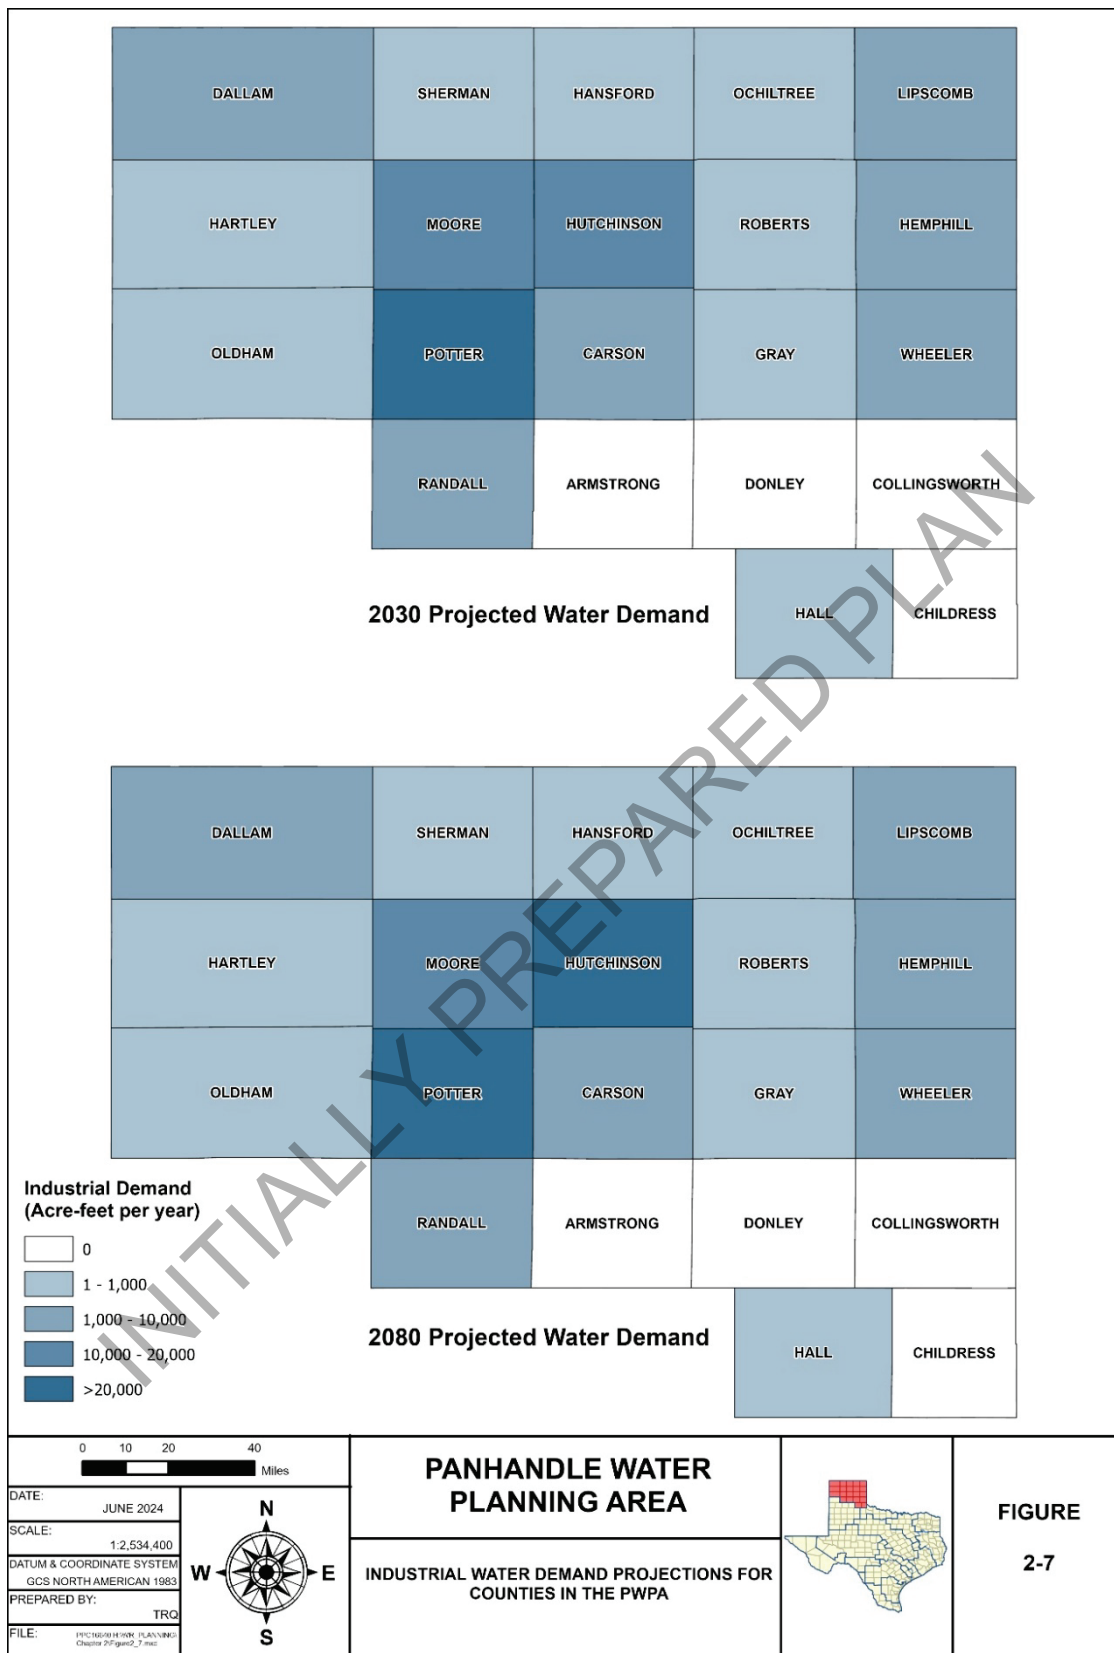 DALLAM
SHERMAN
HANSFORD
OCHILTREE
LIPSCOMB
HARTLEY
MOORE
HUTCHINSON
ROBERTS
HEMPHILL
OLDHAM
POTTER
CARSON
GRAY
WHEELER
RANDALL
ARMSTRONG
DONLEY
COLLINGSWORTH
2030 Projected Water Demand
HALL
CHILDRESS
INITIALLY PREPARED PLAN
DALLAM
SHERMAN
HANSFORD
OCHILTREE
LIPSCOMB
HARTLEY
MOORE
HUTCHINSON
ROBERTS
HEMPHILL
OLDHAM
POTTER
CARSON
GRAY
WHEELER
RANDALL
ARMSTRONG
DONLEY
COLLINGSWORTH
2080 Projected Water Demand
HALL
CHILDRESS
Industrial Demand
(Acre-feet per year)
0
1 - 1,000
1,000 - 10,000
10,000 - 20,000
>20,000
0 10 20 40
Miles
DATE:
JUNE 2024
SCALE:
1:2,534,400
DATUM & COORDINATE SYSTEM
GCS NORTH AMERICAN 1983
PREPARED BY:
TRQ
FILE:
Chapter 2\Figure2_7.mxd
N
W
E
S
PANHANDLE WATER
PLANNING AREA
INDUSTRIAL WATER DEMAND PROJECTIONS FOR
COUNTIES IN THE PWPA
FIGURE
2-7